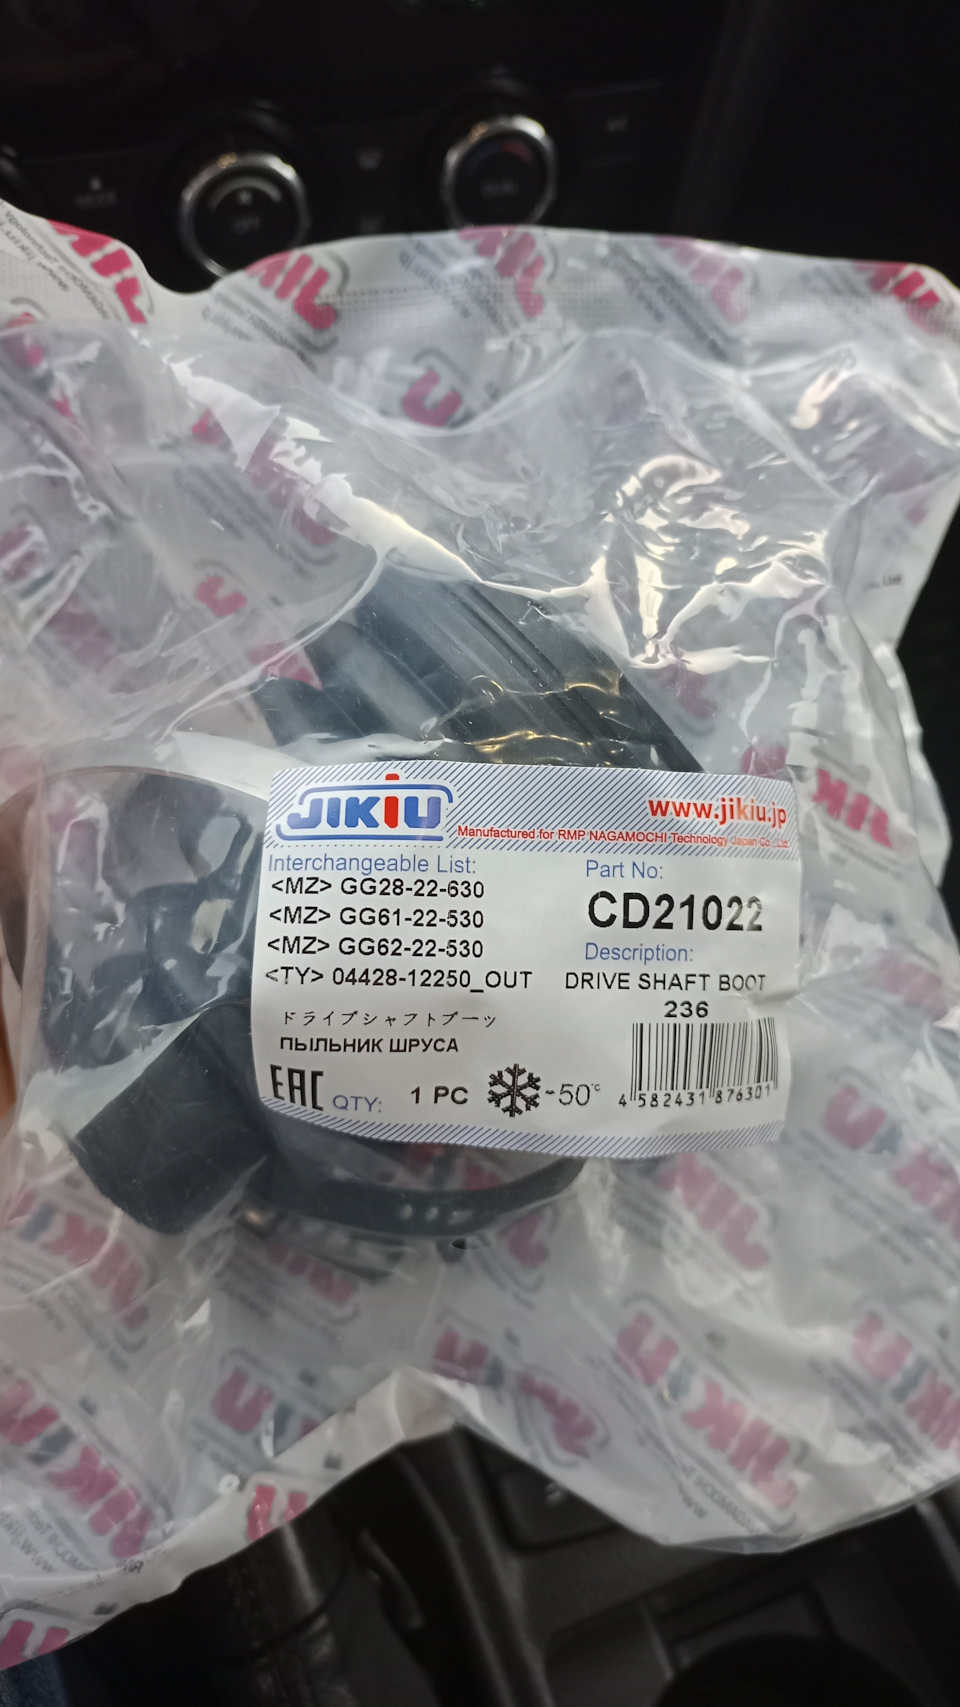 JIKIU
www.jikiu.jp
Manufactured for RMP NAGAMOCHI Technology Japan Co., Ltd.
Interchangeable List:
<MZ> GG28-22-630
<MZ> GG61-22-530
<MZ> GG62-22-530
<TY> 04428-12250_OUT
ドライブシャフトブーツ
ПЫЛЬНИК ШРУСА
EAC QTY: 1 PC -50°c
Part No:
CD21022
Description:
DRIVE SHAFT BOOT
236
4 582431 876301